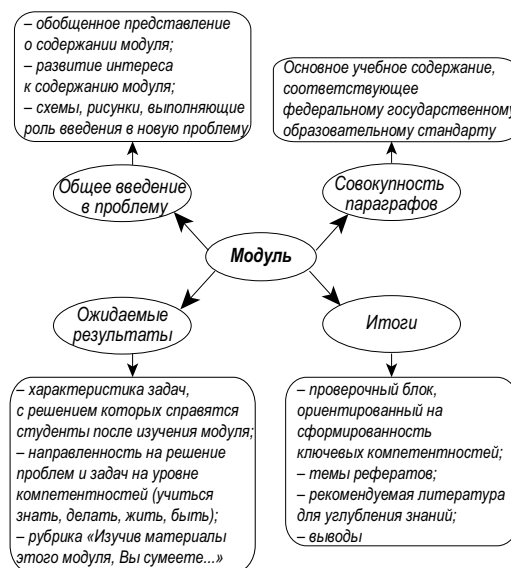 – обобщенное представление
о содержании модуля;
– развитие интереса
к содержанию модуля;
– схемы, рисунки, выполняющие
роль введения в новую проблему
Основное учебное содержание,
соответствующее
федеральному государственному
образовательному стандарту
Общее введение
в проблему
Совокупность
параграфов
Модуль
Ожидаемые
результаты
Итоги
– характеристика задач,
с решением которых справятся
студенты после изучения модуля;
– направленность на решение
проблем и задач на уровне
компетентностей (учиться
знать, делать, жить, быть);
– рубрика «Изучив материалы
этого модуля, Вы сумеете...»
– проверочный блок,
ориентированный на
сформированность
ключевых компетентностей;
– темы рефератов;
– рекомендуемая литература
для углубления знаний;
– выводы